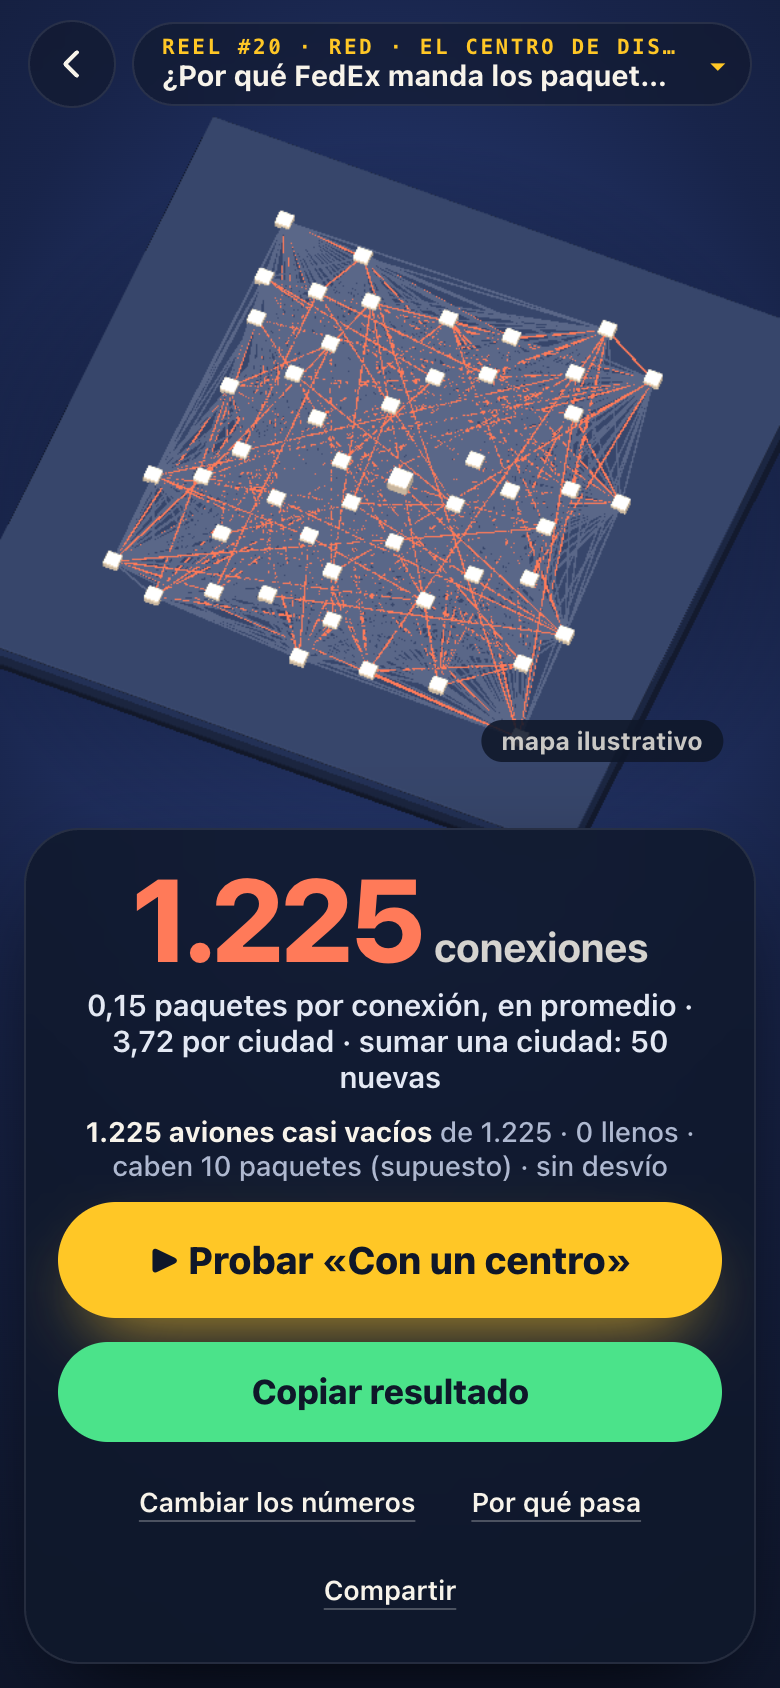 REEL #20 · RED · EL CENTRO DE DIS…
¿Por qué FedEx manda los paquet...
mapa ilustrativo
1.225 conexiones
0,15 paquetes por conexión, en promedio ·
3,72 por ciudad · sumar una ciudad: 50
nuevas
1.225 aviones casi vacíos de 1.225 · 0 llenos ·
caben 10 paquetes (supuesto) · sin desvío
Probar «Con un centro»
Copiar resultado
Cambiar los números
Por qué pasa
Compartir